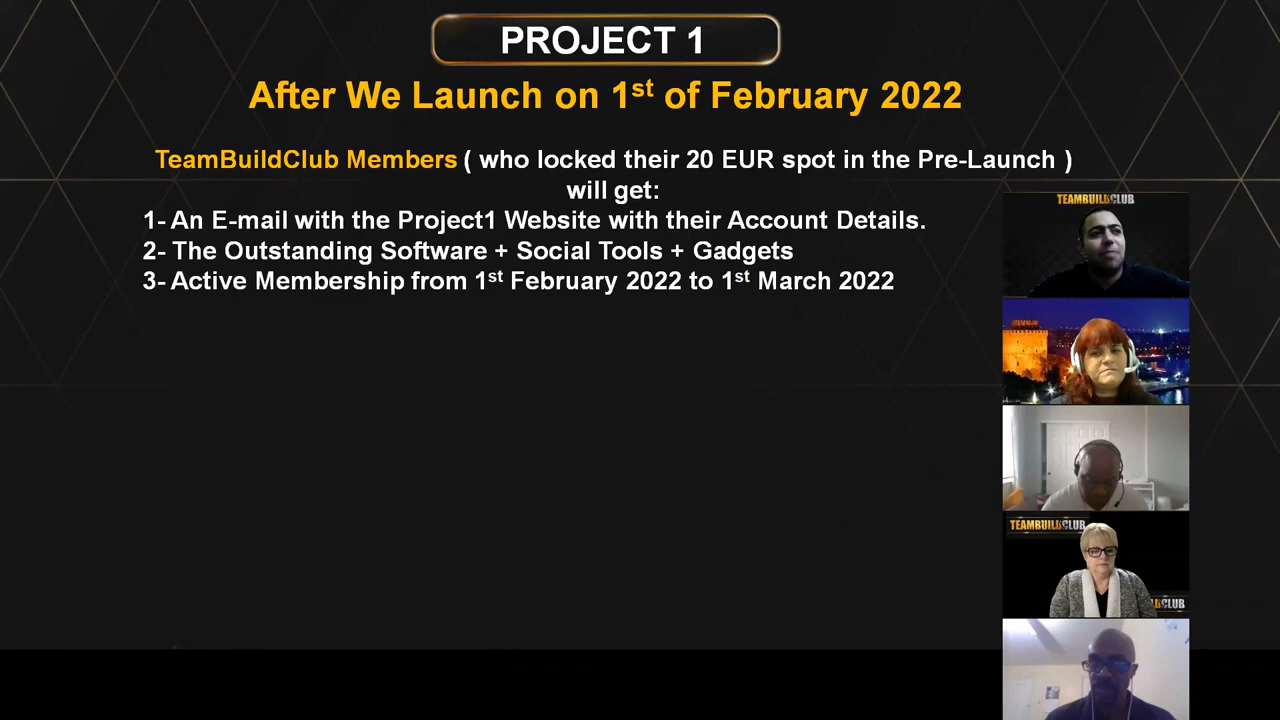 PROJECT 1
After We Launch on 1st of February 2022
TeamBuildClub Members ( who locked their 20 EUR spot in the Pre-Launch )
will get:
1- An E-mail with the Project1 Website with their Account Details.
2- The Outstanding Software + Social Tools + Gadgets
3- Active Membership from 1st February 2022 to 1st March 2022
TEAMBUILDCLUB
TEAMBUILDCLUB